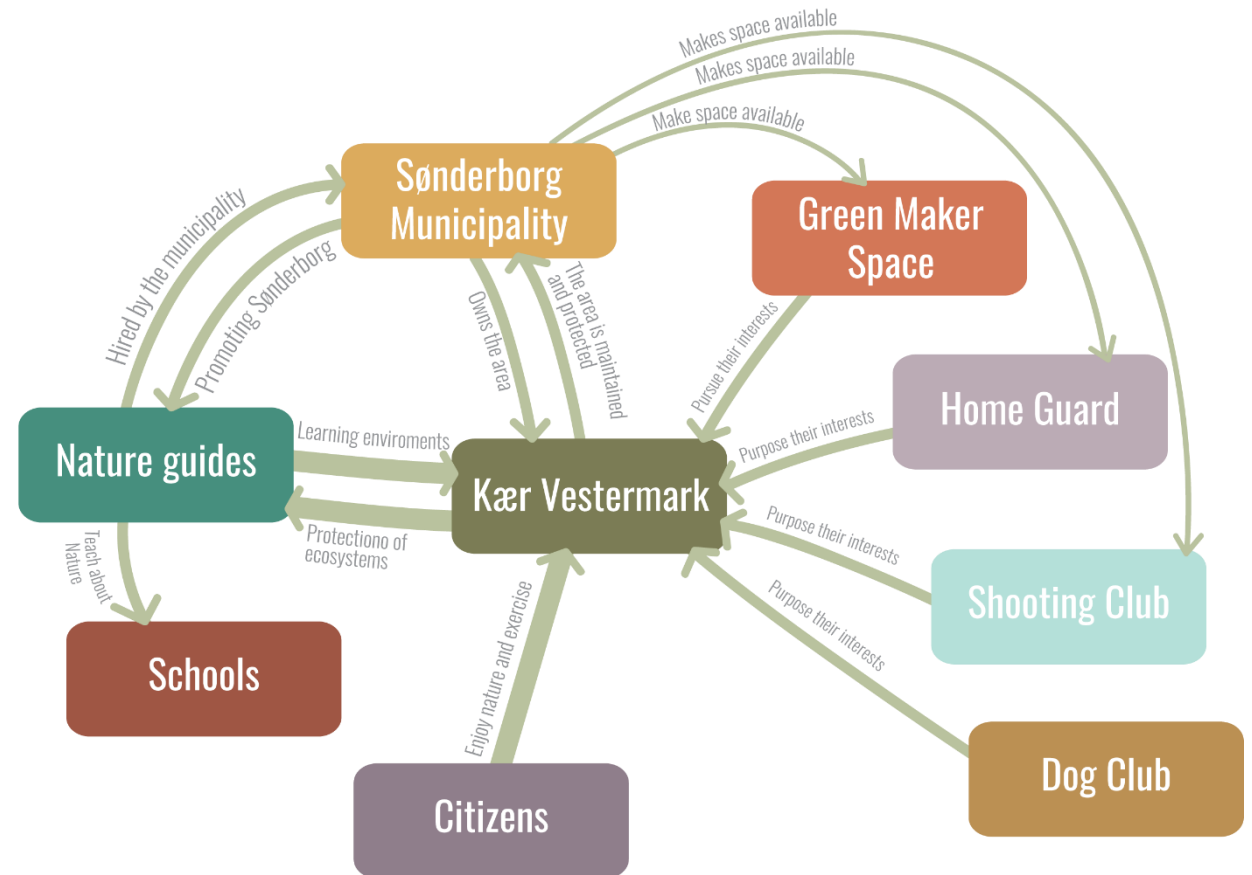 Makes space available
Makes space available
Make space available
Sønderborg
Municipality
Green Maker
Space
Hired by the municipality
Promoting Sønderborg
Owns the area
The area is maintained
and protected
Pursue their interests
Home Guard
Nature guides
Learning enviroments
Kær Vestermark
Purpose their interests
Protectiono of
ecosystems
Purpose their interests
Shooting Club
Teach about
Nature
Schools
Enjoy nature and exercise
Purpose their interests
Dog Club
Citizens